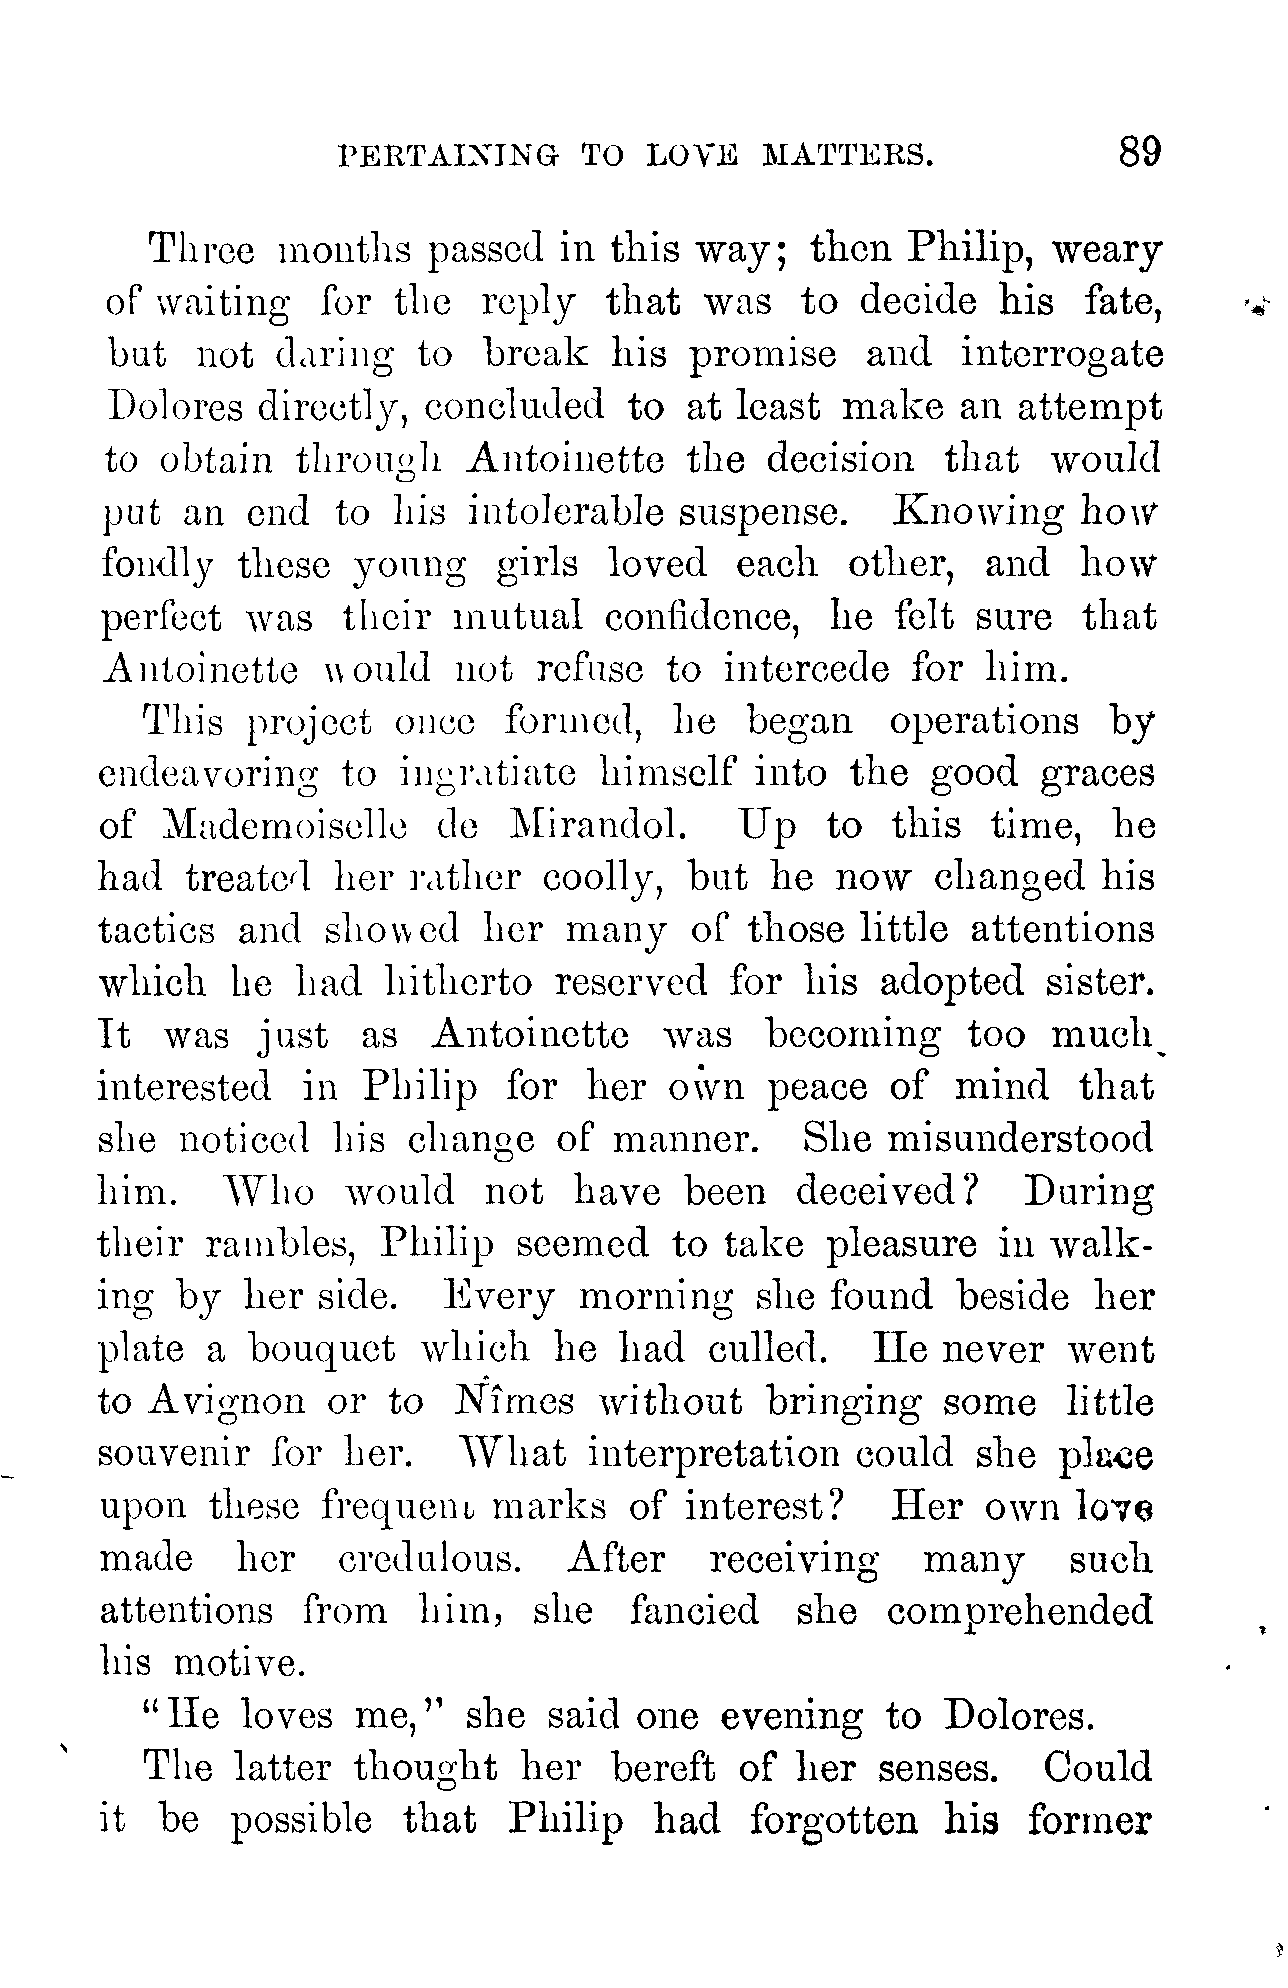 PERTAINING TO LOVE MATTERS. 89
Three months passed in this way; then Philip, weary
of waiting for the reply that was to decide his fate,
but not daring to break his promise and interrogate
Dolores directly, concluded to at least make an attempt
to obtain through Antoinette the decision that would
put an end to his intolerable suspense. Knowing how
fondly these young girls loved each other, and how
perfect was their mutual confidence, he felt sure that
Antoinette would not refuse to intercede for him.
This project once formed, he began operations by
endeavoring to ingratiate himself into the good graces
of Mademoiselle de Mirandol. Up to this time, he
had treated her rather coolly, but he now changed his
tactics and showed her many of those little attentions
which he had hitherto reserved for his adopted sister.
It was just as Antoinette was becoming too much
interested in Philip for her own peace of mind that
she noticed his change of manner. She misunderstood
him. Who would not have been deceived? During
their rambles, Philip seemed to take pleasure in walk-
ing by her side. Every morning she found beside her
plate a bouquet which he had culled. He never went
to Avignon or to Nîmes without bringing some little
souvenir for her. What interpretation could she place
upon these frequent marks of interest? Her own love
made her credulous. After receiving many such
attentions from him, she fancied she comprehended
his motive.
"He loves me," she said one evening to Dolores.
The latter thought her bereft of her senses. Could
it be possible that Philip had forgotten his former